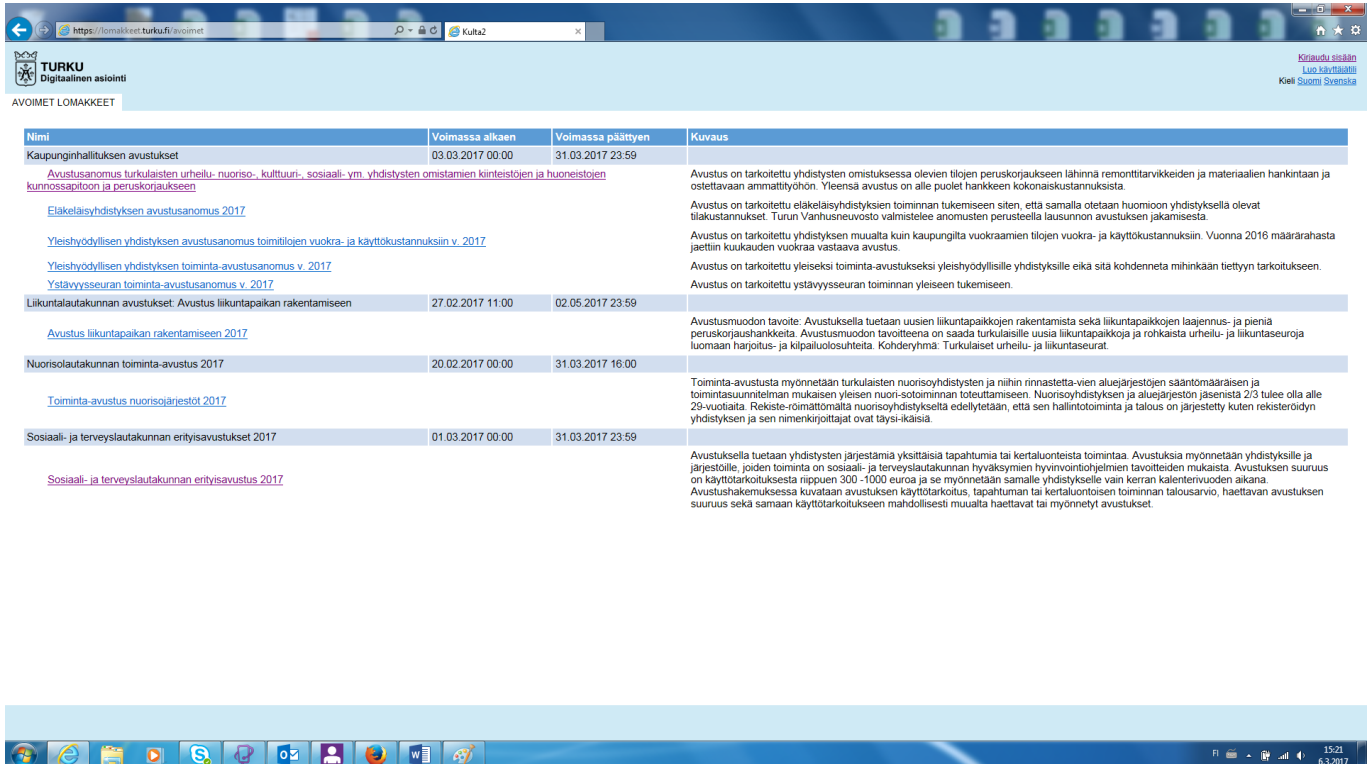 https://lomakkeet.turku.fi/avoimet
Kulta2
TURKU
Digitaalinen asiointi
Kirjaudu sisään
Luo käyttäjätili
Kieli Suomi Svenska
AVOIMET LOMAKKEET
Nimi Voimassa alkaen Voimassa päättyen Kuvaus
Kaupunginhallituksen avustukset 03.03.2017 00:00 31.03.2017 23:59
Avustusanomus turkulaisten urheilu- nuoriso-, kulttuuri-, sosiaali- ym. yhdistysten omistamien kiinteistöjen ja huoneistojen
kunnossapitoon ja peruskorjaukseen
Avustus on tarkoitettu yhdistysten omistuksessa olevien tilojen peruskorjaukseen lähinnä remonttitarvikkeiden ja materiaalien hankintaan ja
ostettavaan ammattityöhön. Yleensä avustus on alle puolet hankkeen kokonaiskustannuksista.
Eläkeläisyhdistyksen avustusanomus 2017
Avustus on tarkoitettu eläkeläisyhdistyksien toiminnan tukemiseen siten, että samalla otetaan huomioon yhdistyksellä olevat
tilakustannukset. Turun Vanhusneuvosto valmistelee anomusten perusteella lausunnon avustuksen jakamisesta.
Yleishyödyllisen yhdistyksen avustusanomus toimitilojen vuokra- ja käyttökustannuksiin v. 2017
Avustus on tarkoitettu yhdistyksen muualta kuin kaupungilta vuokraamien tilojen vuokra- ja käyttökustannuksiin. Vuonna 2016 määrärahasta
jaettiin kuukauden vuokraa vastaava avustus.
Yleishyödyllisen yhdistyksen toiminta-avustusanomus v. 2017
Avustus on tarkoitettu yleiseksi toiminta-avustukseksi yleishyödyllisille yhdistyksille eikä sitä kohdenneta mihinkään tiettyyn tarkoitukseen.
Ystävyysseuran toiminta-avustusanomus v. 2017
Avustus on tarkoitettu ystävyysseuran toiminnan yleiseen tukemiseen.
Liikuntalautakunnan avustukset: Avustus liikuntapaikan rakentamiseen 27.02.2017 11:00 02.05.2017 23:59
Avustus liikuntapaikan rakentamiseen 2017
Avustusmuodon tavoite: Avustuksella tuetaan uusien liikuntapaikkojen rakentamista sekä liikuntapaikkojen laajennus- ja pieniä
peruskorjaushankkeita. Avustusmuodon tavoitteena on saada turkulaisille uusia liikuntapaikkoja ja rohkaista urheilu- ja liikuntaseuroja
luomaan harjoitus- ja kilpailuolosuhteita. Kohderyhmä: Turkulaiset urheilu- ja liikuntaseurat.
Nuorisolautakunnan toiminta-avustus 2017 20.02.2017 00:00 31.03.2017 16:00
Toiminta-avustus nuorisojärjestöt 2017
Toiminta-avustusta myönnetään turkulaisten nuorisoyhdistysten ja niihin rinnastetta-vien aluejärjestöjen sääntömääräisen ja
toimintasuunnitelman mukaisen yleisen nuori-sotoiminnan toteuttamiseen. Nuorisoyhdistyksen ja aluejärjestön jäsenistä 2/3 tulee olla alle
29-vuotiaita. Rekiste-röimättömältä nuorisoyhdistykseltä edellytetään, että sen hallintotoiminta ja talous on järjestetty kuten rekisteröidyn
yhdistyksen ja sen nimenkirjoittajat ovat täysi-ikäisiä.
Sosiaali- ja terveyslautakunnan erityisavustukset 2017 01.03.2017 00:00 31.03.2017 23:59
Sosiaali- ja terveyslautakunnan erityisavustus 2017
Avustuksella tuetaan yhdistysten järjestämiä yksittäisiä tapahtumia tai kertaluonteista toimintaa. Avustuksia myönnetään yhdistyksille ja
järjestöille, joiden toiminta on sosiaali- ja terveyslautakunnan hyväksymien hyvinvointiohjelmien tavoitteiden mukaista. Avustuksen suuruus
on käyttötarkoituksesta riippuen 300 -1000 euroa ja se myönnetään samalle yhdistykselle vain kerran kalenterivuoden aikana.
Avustushakemuksessa kuvataan avustuksen käyttötarkoitus, tapahtuman tai kertaluontoisen toiminnan talousarvio, haettavan avustuksen
suuruus sekä samaan käyttötarkoitukseen mahdollisesti muualta haettavat tai myönnetyt avustukset.
FI
15:21
6.3.2017